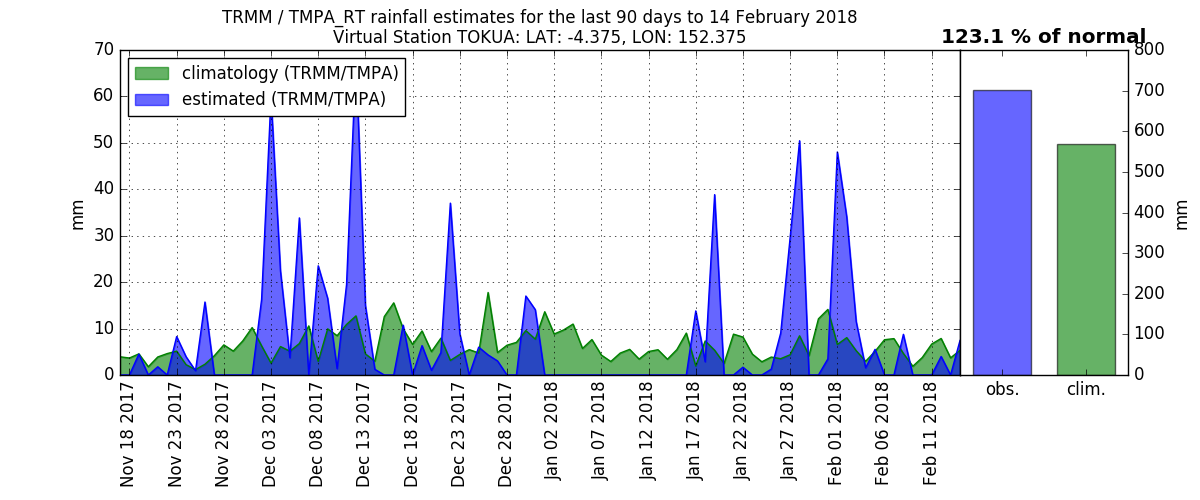 TRMM / TMPA_RT rainfall estimates for the last 90 days to 14 February 2018
Virtual Station TOKUA: LAT: -4.375, LON: 152.375
123.1 % of normal
climatology (TRMM/TMPA)
estimated (TRMM/TMPA)
70
60
50
40
30
20
10
0
mm
Nov 18 2017
Nov 23 2017
Nov 28 2017
Dec 03 2017
Dec 08 2017
Dec 13 2017
Dec 18 2017
Dec 23 2017
Dec 28 2017
Jan 02 2018
Jan 07 2018
Jan 12 2018
Jan 17 2018
Jan 22 2018
Jan 27 2018
Feb 01 2018
Feb 06 2018
Feb 11 2018
800
700
600
500
400
300
200
100
0
mm
obs.
clim.